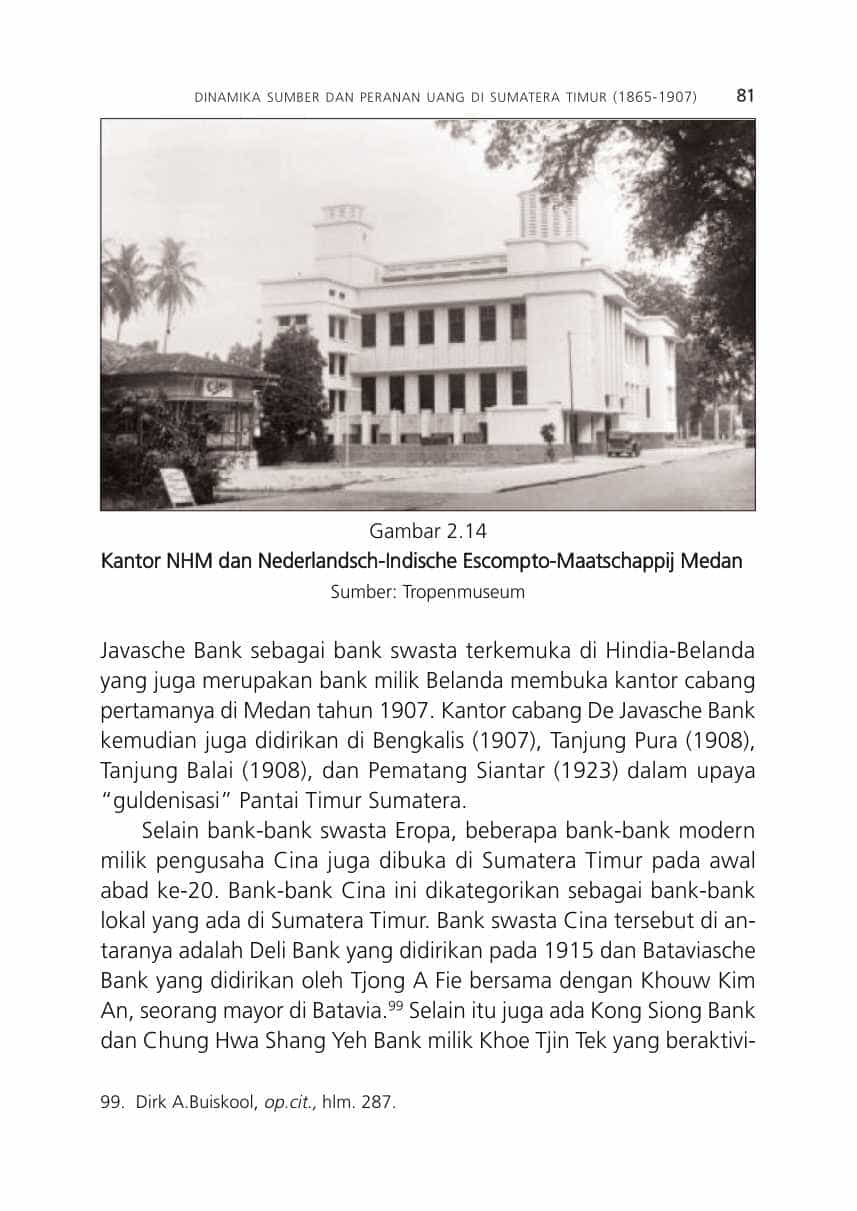 DINAMIKA SUMBER DAN PERANAN UANG DI SUMATERA TIMUR (1865-1907) 81
Gambar 2.14
Kantor NHM dan Nederlandsch-Indische Escompto-Maatschappij Medan
Sumber: Tropenmuseum
Javasche Bank sebagai bank swasta terkemuka di Hindia-Belanda
yang juga merupakan bank milik Belanda membuka kantor cabang
pertamanya di Medan tahun 1907. Kantor cabang De Javasche Bank
kemudian juga didirikan di Bengkalis (1907), Tanjung Pura (1908),
Tanjung Balai (1908), dan Pematang Siantar (1923) dalam upaya
“guldenisasi” Pantai Timur Sumatera.
Selain bank-bank swasta Eropa, beberapa bank-bank modern
milik pengusaha Cina juga dibuka di Sumatera Timur pada awal
abad ke-20. Bank-bank Cina ini dikategorikan sebagai bank-bank
lokal yang ada di Sumatera Timur. Bank swasta Cina tersebut di an-
taranya adalah Deli Bank yang didirikan pada 1915 dan Bataviasche
Bank yang didirikan oleh Tjong A Fie bersama dengan Khouw Kim
An, seorang mayor di Batavia.⁹⁹ Selain itu juga ada Kong Siong Bank
dan Chung Hwa Shang Yeh Bank milik Khoe Tjin Tek yang beraktivi-
99. Dirk A.Buiskool, op.cit., hlm. 287.